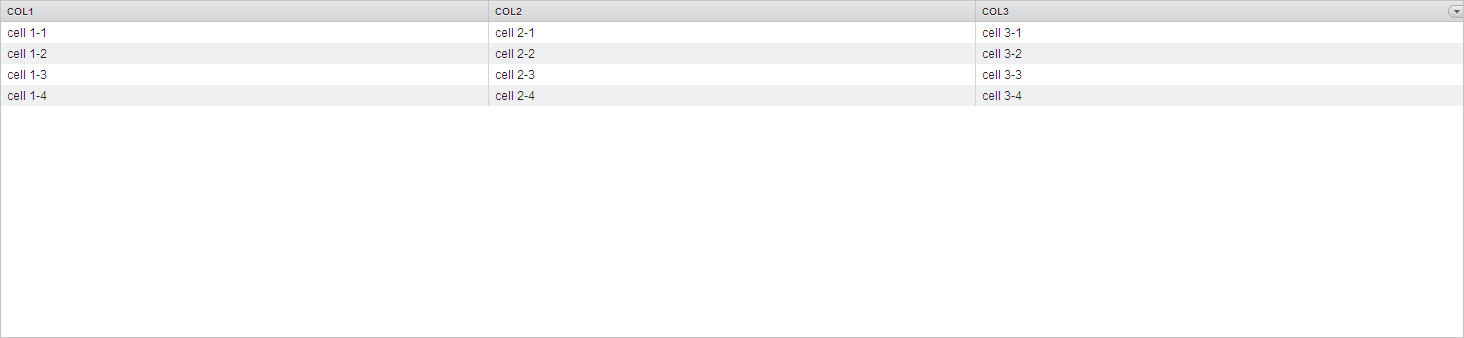 COL1 COL2 COL3
cell 1-1 cell 2-1 cell 3-1
cell 1-2 cell 2-2 cell 3-2
cell 1-3 cell 2-3 cell 3-3
cell 1-4 cell 2-4 cell 3-4